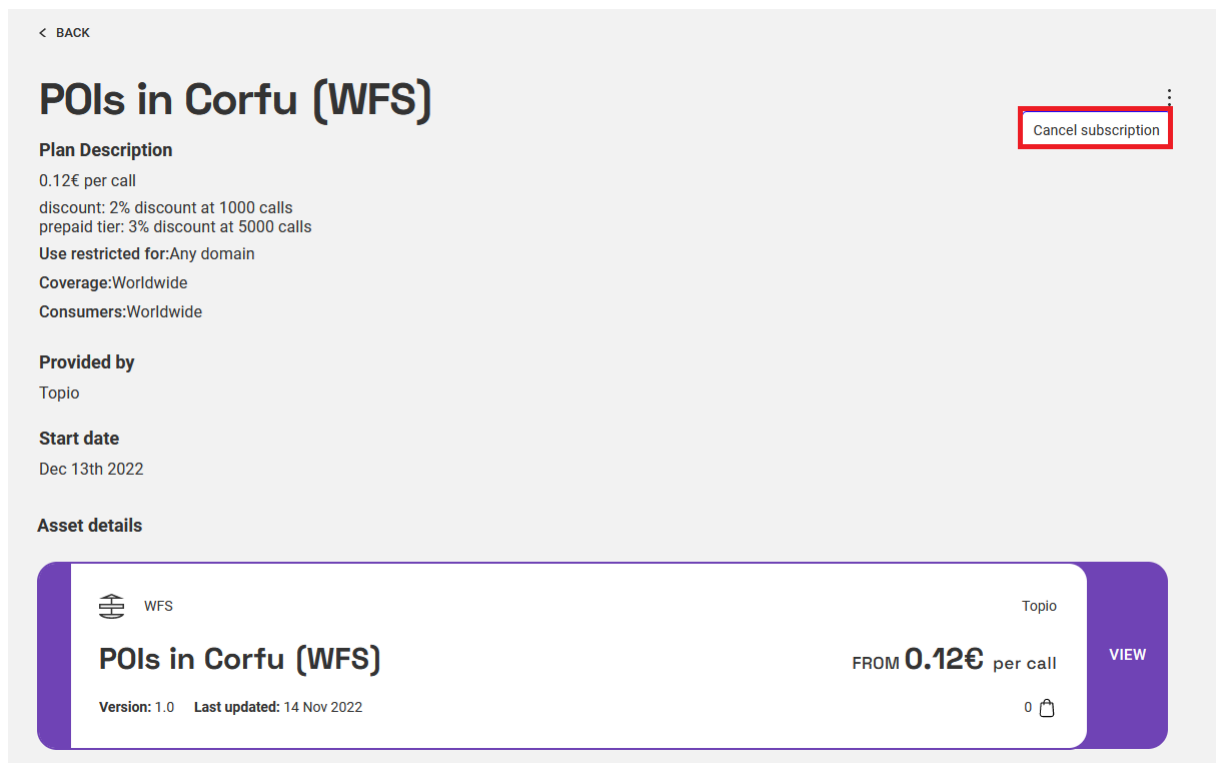 BACK
POIs in Corfu (WFS)
Cancel subscription
Plan Description
0.12€ per call
discount: 2% discount at 1000 calls
prepaid tier: 3% discount at 5000 calls
Use restricted for:Any domain
Coverage:Worldwide
Consumers:Worldwide
Provided by
Topio
Start date
Dec 13th 2022
Asset details
WFS Topio
POIs in Corfu (WFS) FROM 0.12€ per call
VIEW
Version: 1.0 Last updated: 14 Nov 2022 0